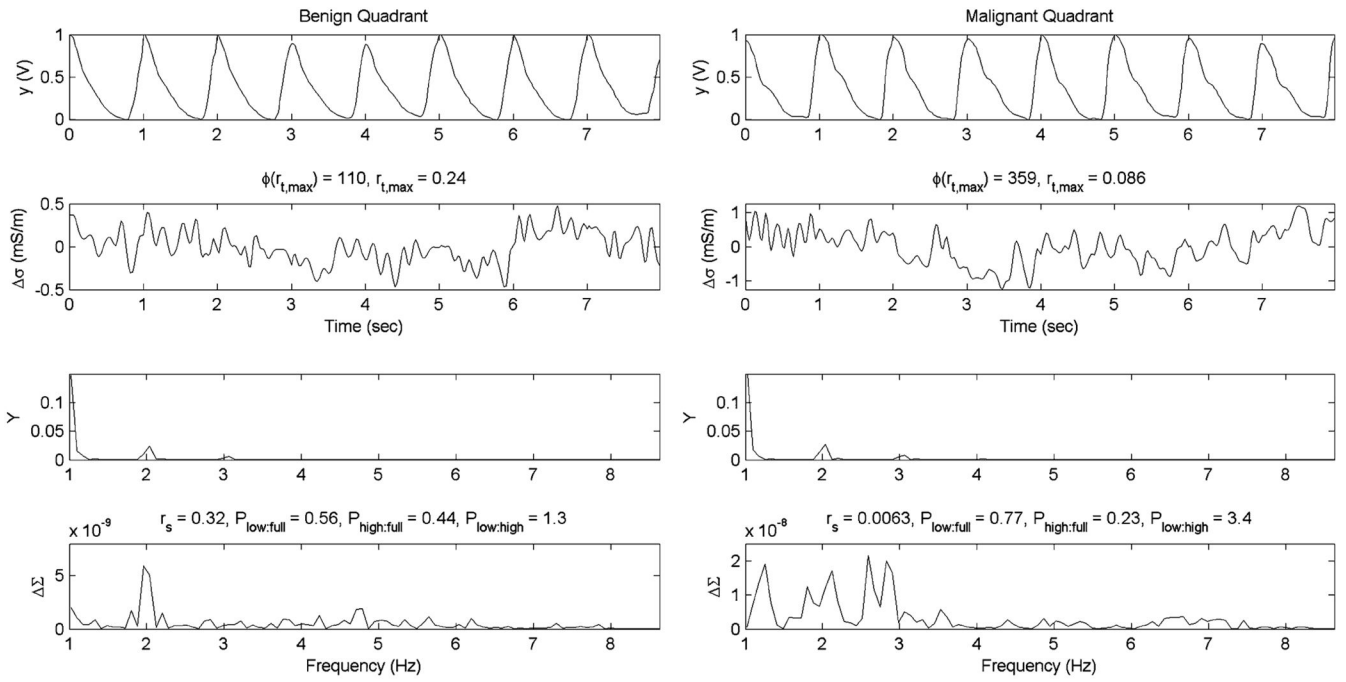 Benign Quadrant
1
0.5
0
y (V)
0 1 2 3 4 5 6 7
ϕ(r_t,max) = 110, r_t,max = 0.24
0.5
0
-0.5
Δσ (mS/m)
0 1 2 3 4 5 6 7
Time (sec)
0.1
0.05
0
Y
1 2 3 4 5 6 7 8
r_s = 0.32, P_low:full = 0.56, P_high:full = 0.44, P_low:high = 1.3
x 10^-9
5
0
ΔΣ
1 2 3 4 5 6 7 8
Frequency (Hz)
Malignant Quadrant
1
0.5
0
y (V)
0 1 2 3 4 5 6 7
ϕ(r_t,max) = 359, r_t,max = 0.086
1
0
-1
Δσ (mS/m)
0 1 2 3 4 5 6 7
Time (sec)
0.1
0.05
0
Y
1 2 3 4 5 6 7 8
r_s = 0.0063, P_low:full = 0.77, P_high:full = 0.23, P_low:high = 3.4
x 10^-8
2
1
0
ΔΣ
1 2 3 4 5 6 7 8
Frequency (Hz)